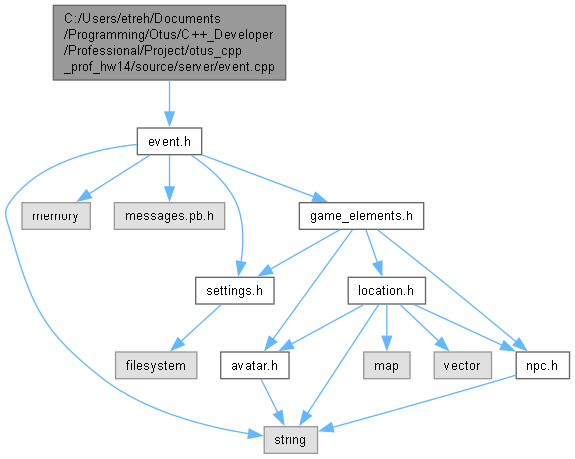 C:/Users/etreh/Documents
/Programming/Otus/C++_Developer
/Professional/Project/otus_cpp
_prof_hw14/source/server/event.cpp
event.h
memory
messages.pb.h
game_elements.h
settings.h
location.h
filesystem
avatar.h
map
vector
npc.h
string